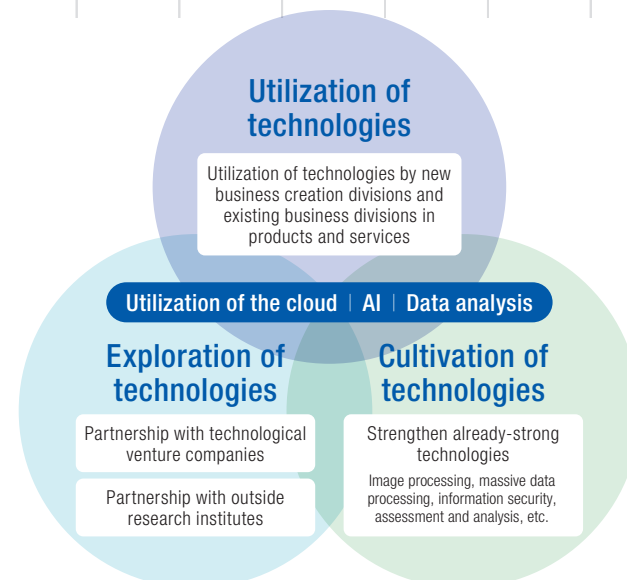 Utilization of
technologies
Utilization of technologies by new
business creation divisions and
existing business divisions in
products and services
Utilization of the cloud | AI | Data analysis
Exploration of
technologies
Partnership with technological
venture companies
Partnership with outside
research institutes
Cultivation of
technologies
Strengthen already-strong
technologies
Image processing, massive data
processing, information security,
assessment and analysis, etc.